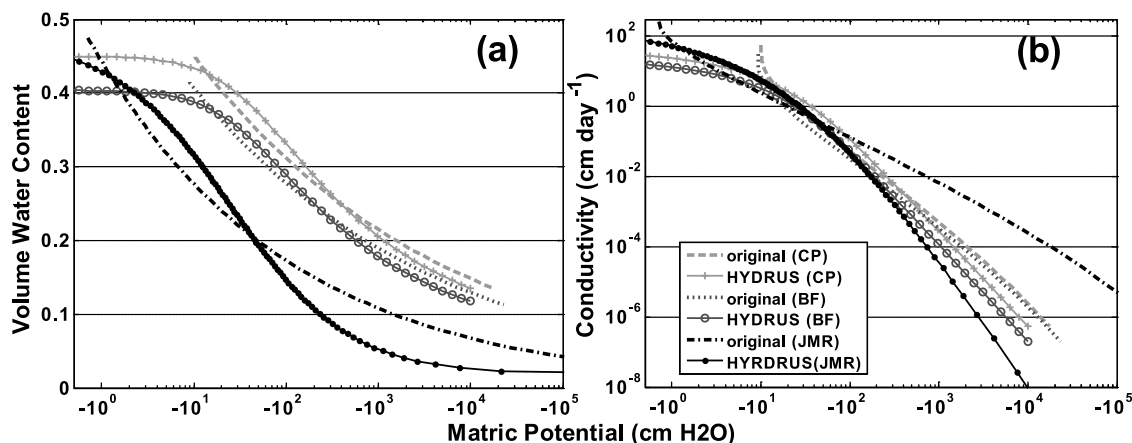 (a)
Volume Water Content
0.5
0.4
0.3
0.2
0.1
0
-10^0
-10^1
-10^2
-10^3
-10^4
-10^5
(b)
Conductivity (cm day^-1)
10^2
10^0
10^-2
10^-4
10^-6
10^-8
original (CP)
HYDRUS (CP)
original (BF)
HYDRUS (BF)
original (JMR)
HYRDRUS(JMR)
-10^0
-10^1
-10^2
-10^3
-10^4
-10^5
Matric Potential (cm H2O)